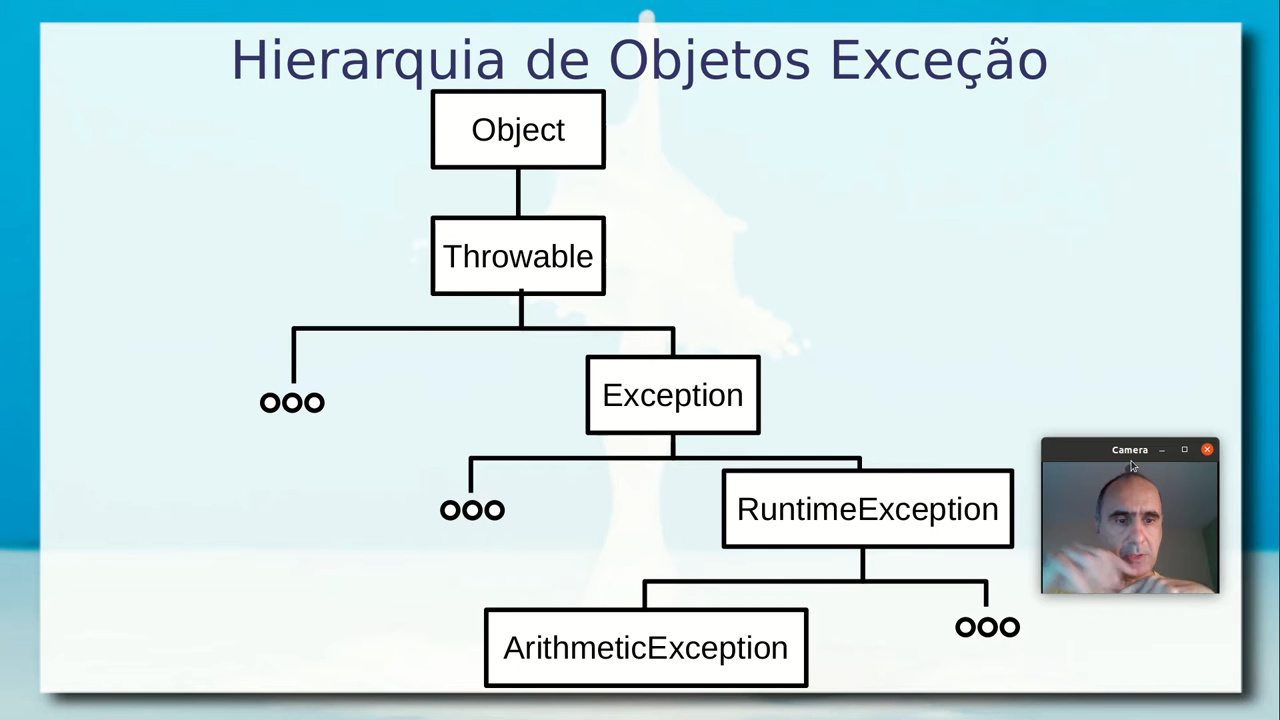 Hierarquia de Objetos Exceção
Object
Throwable
Exception
Camera
RuntimeException
ArithmeticException